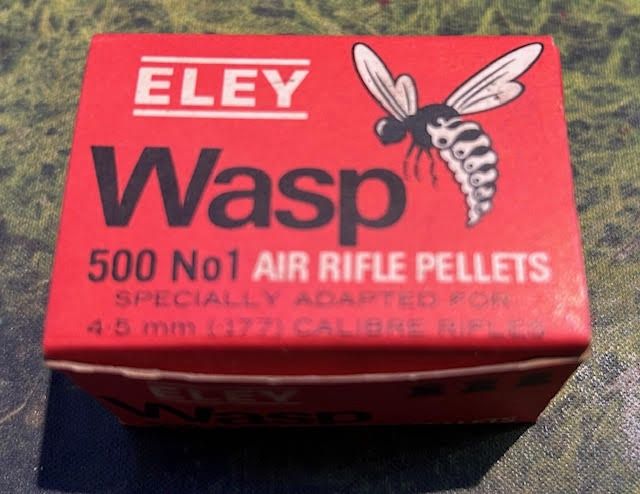 ELEY
Wasp
500 No1 AIR RIFLE PELLETS
SPECIALLY ADAPTED FOR
4·5 mm (·177) CALIBRE RIFLES
ELEY
Wasp